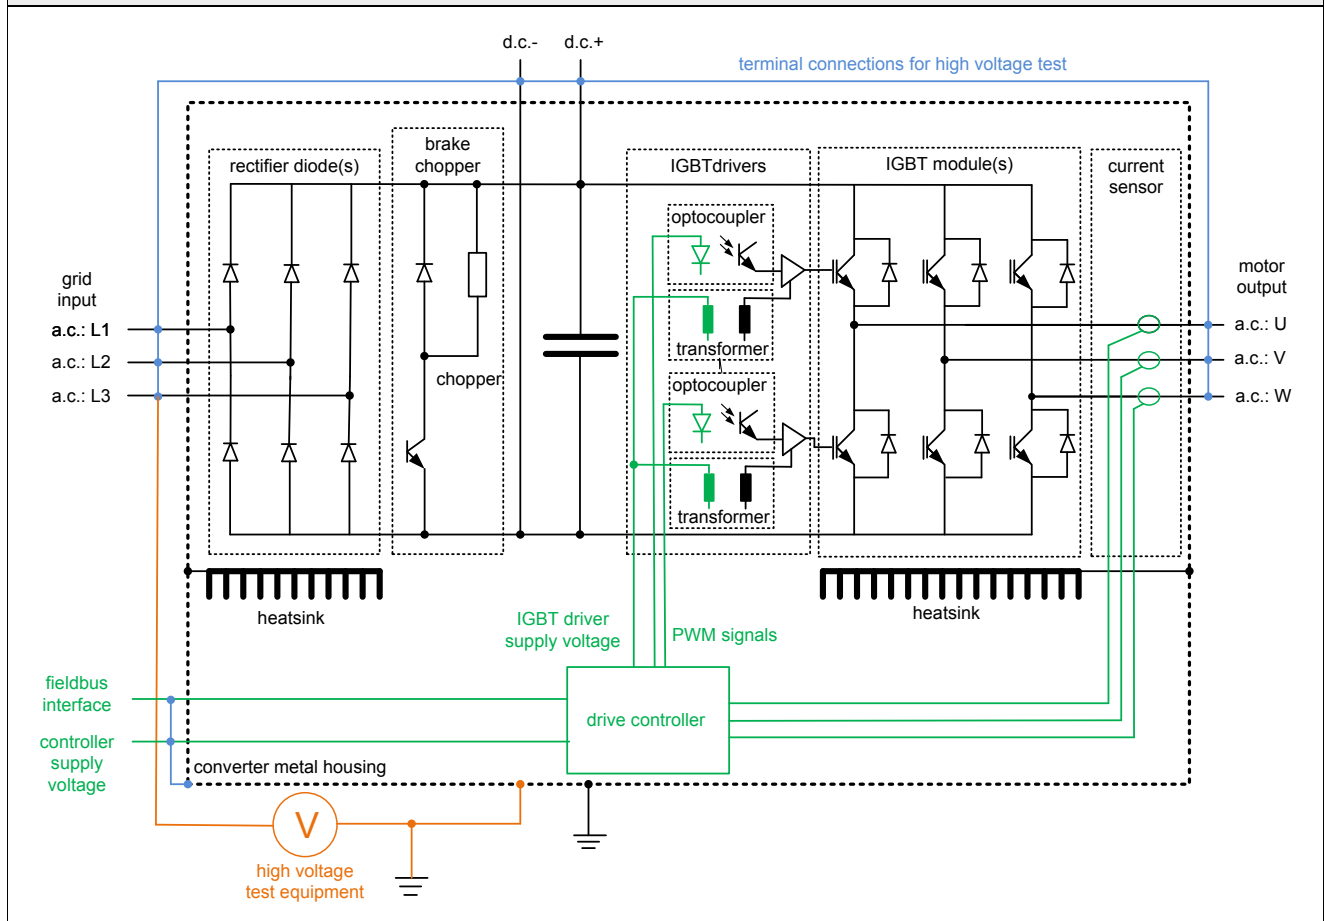 d.c.-
d.c.+
terminal connections for high voltage test
rectifier diode(s)
brake
chopper
IGBTdrivers
IGBT module(s)
current
sensor
optocoupler
transformer
optocoupler
transformer
chopper
grid
input
a.c.: L1
a.c.: L2
a.c.: L3
motor
output
a.c.: U
a.c.: V
a.c.: W
heatsink
heatsink
IGBT driver
supply voltage
PWM signals
fieldbus
interface
drive controller
controller
supply
voltage
converter metal housing
V
high voltage
test equipment